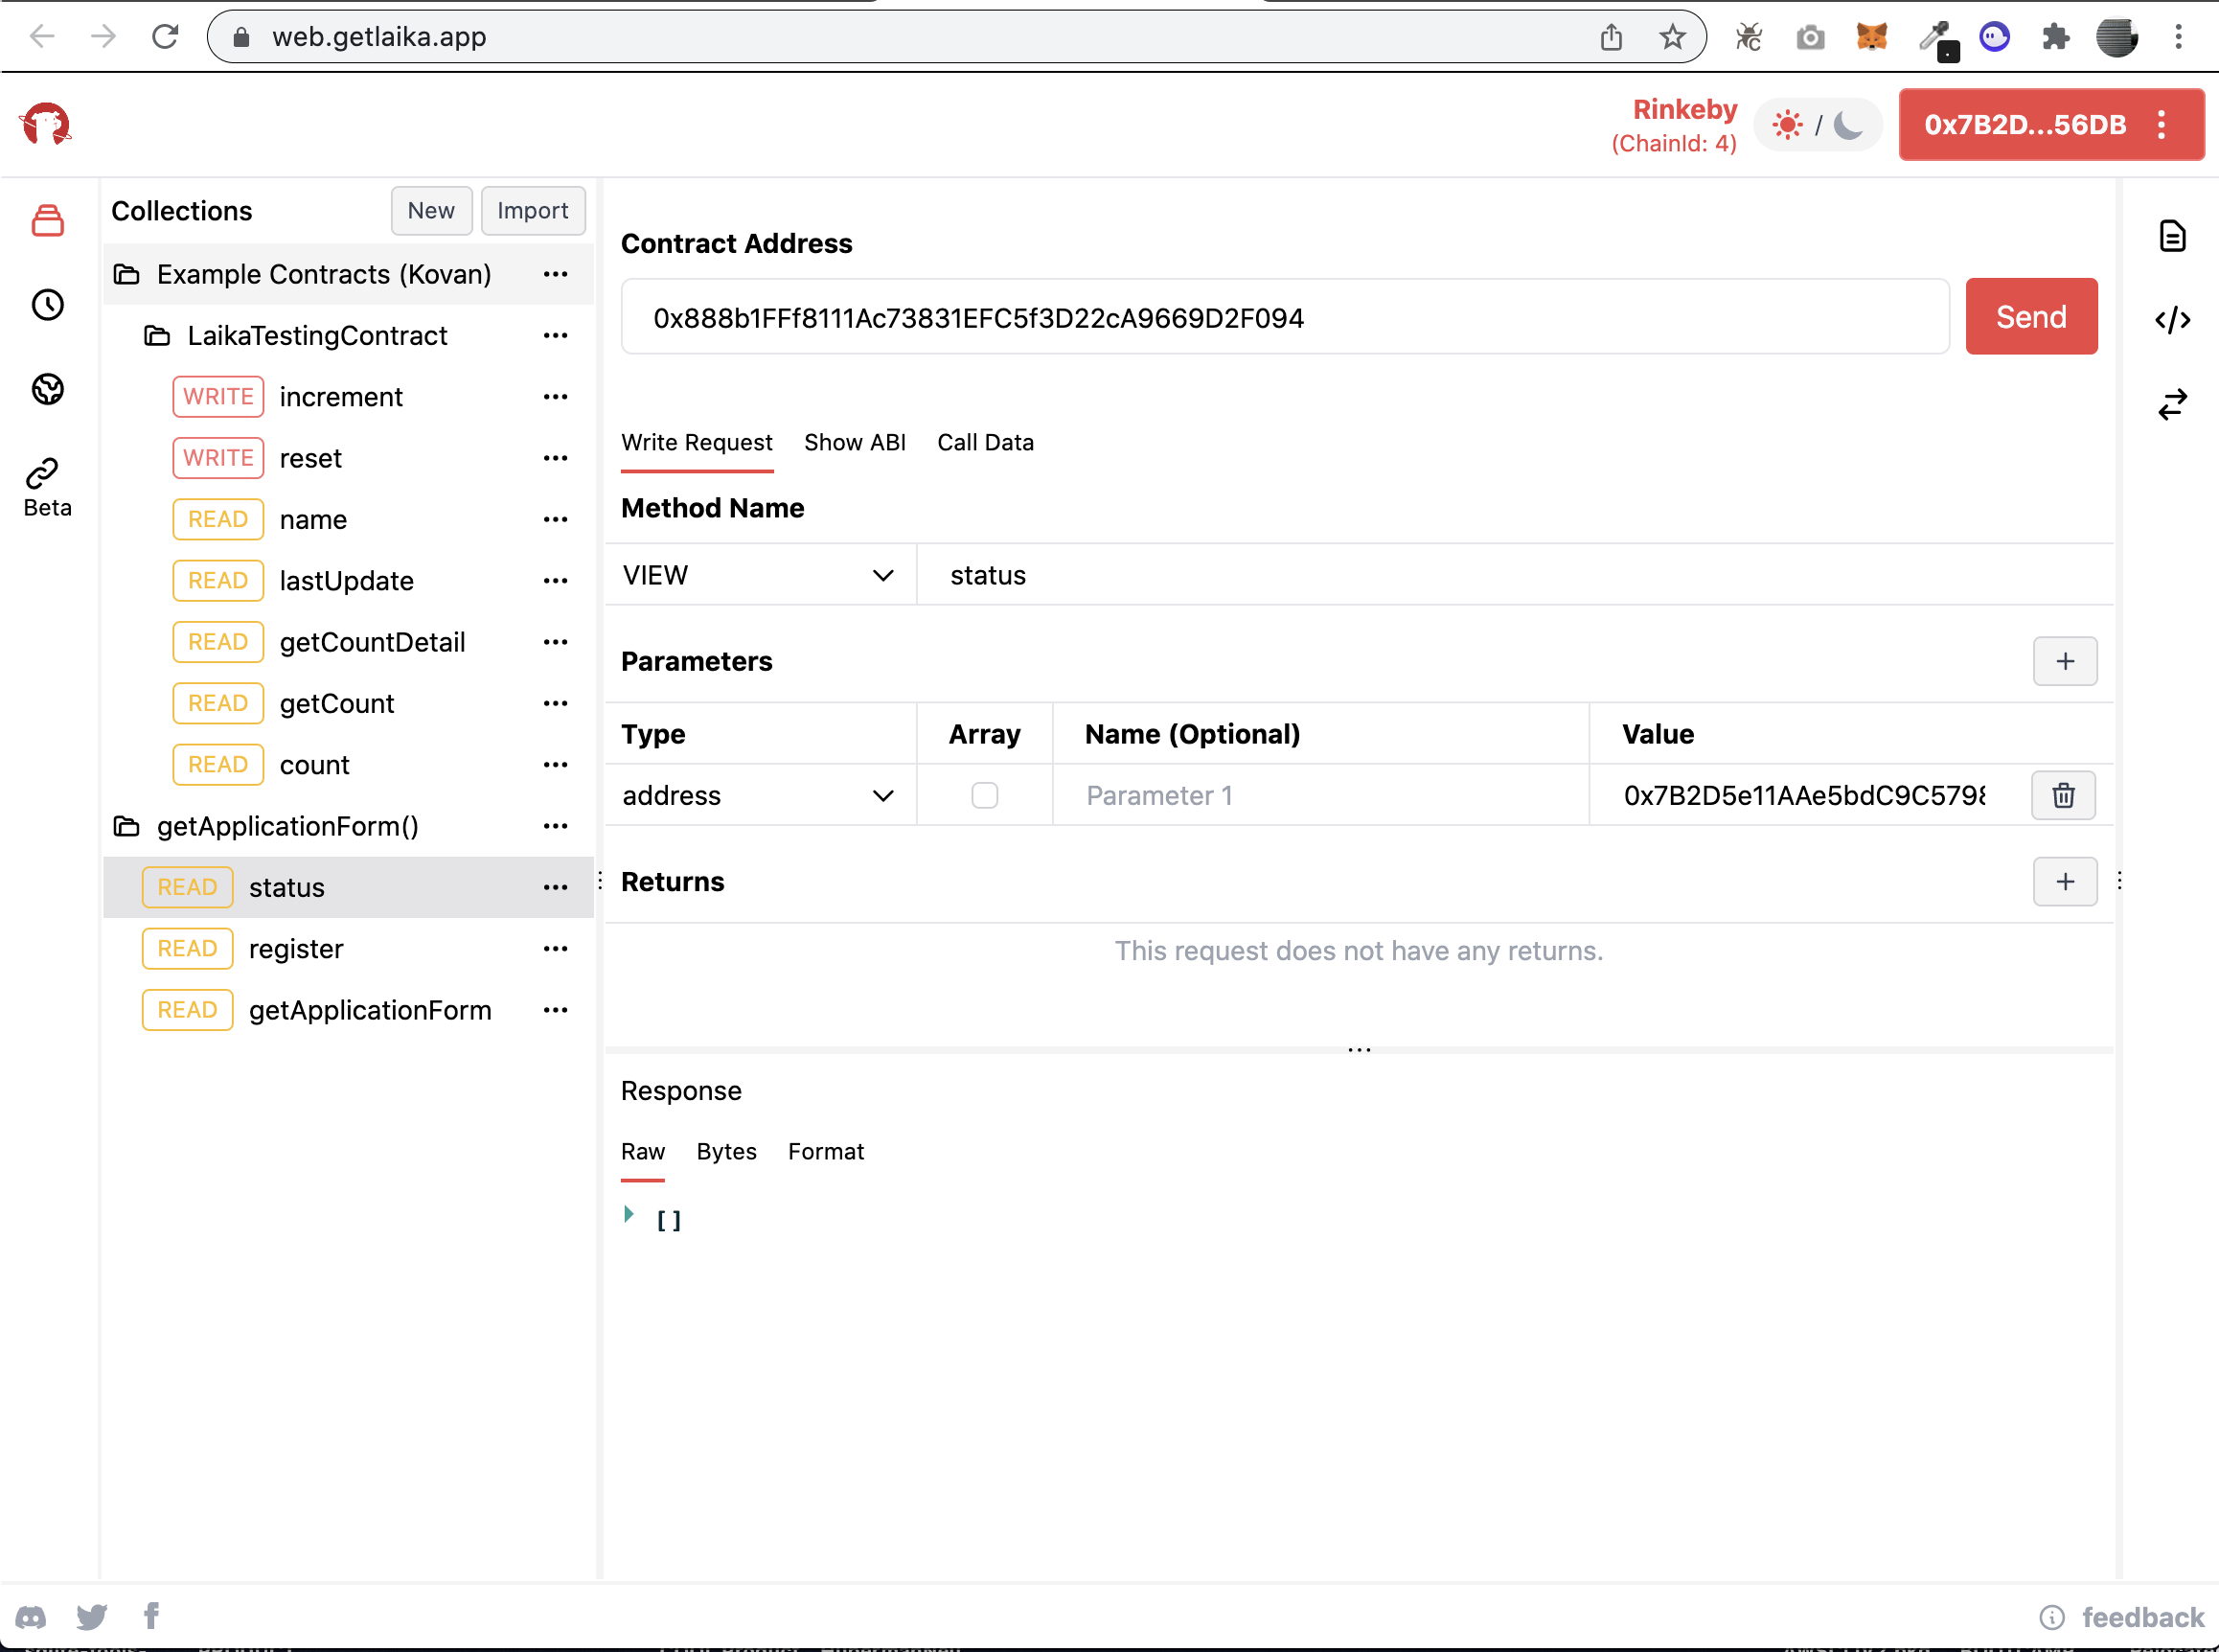 web.getlaika.app
Rinkeby
(ChainId: 4)
/
0x7B2D...56DB
Collections
New
Import
Example Contracts (Kovan)
LaikaTestingContract
WRITE increment
WRITE reset
READ name
READ lastUpdate
READ getCountDetail
READ getCount
READ count
getApplicationForm()
READ status
READ register
READ getApplicationForm
Beta
Contract Address
0x888b1FFf8111Ac73831EFC5f3D22cA9669D2F094
Send
Write Request Show ABI Call Data
Method Name
VIEW status
Parameters
+
Type Array Name (Optional) Value
address Parameter 1 0x7B2D5e11AAe5bdC9C579
Returns
+
This request does not have any returns.
Response
Raw Bytes Format
[]
feedback